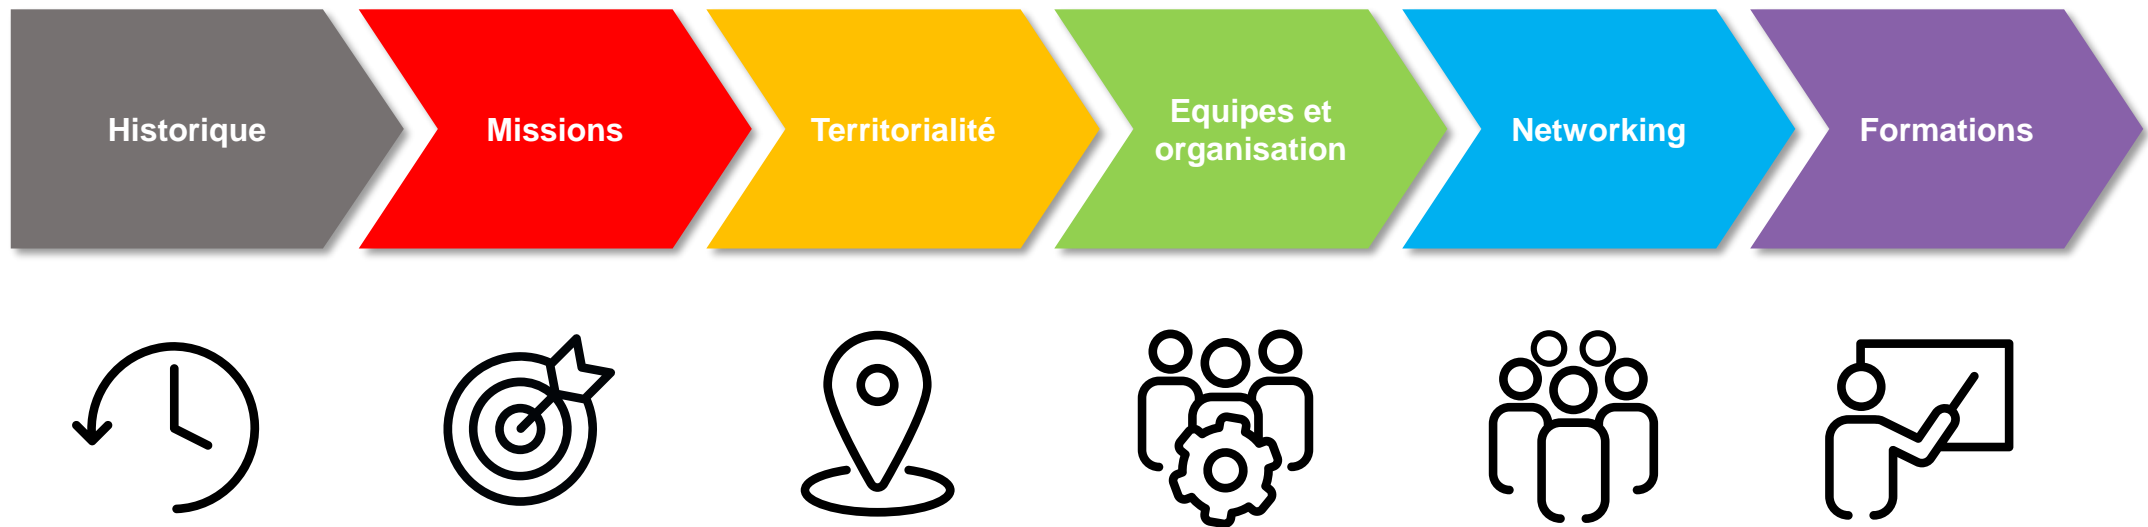 Historique
Missions
Territorialité
Equipes et
organisation
Networking
Formations